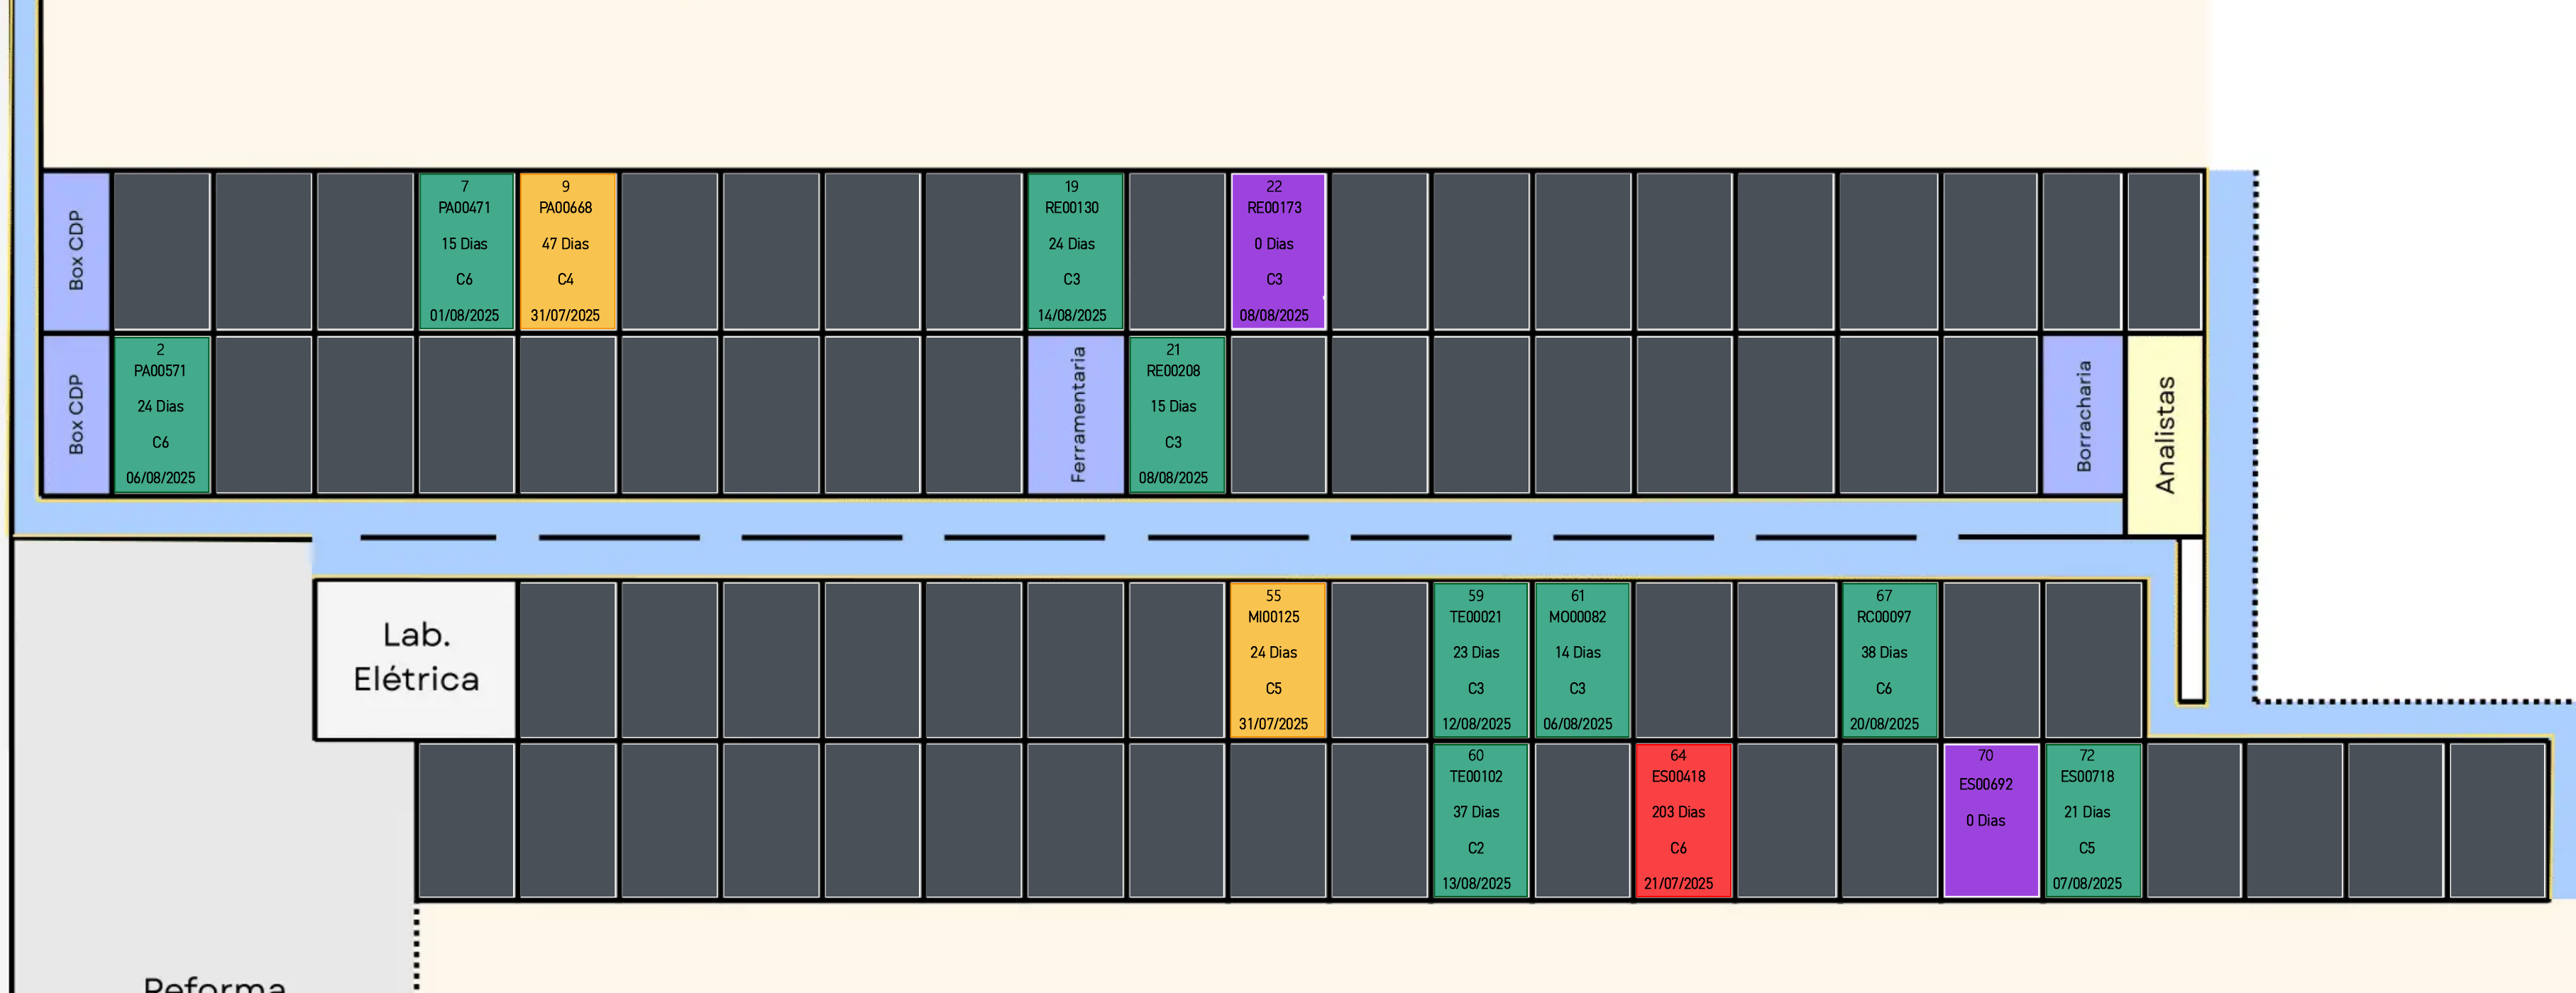 Box CDP
7
PA00471
15 Dias
C6
01/08/2025
9
PA00668
47 Dias
C4
31/07/2025
19
RE00130
24 Dias
C3
14/08/2025
22
RE00173
0 Dias
C3
08/08/2025
Box CDP
2
PA00571
24 Dias
C6
06/08/2025
Ferramentaria
21
RE00208
15 Dias
C3
08/08/2025
Borracharia
Analistas
Lab.
Elétrica
55
MI00125
24 Dias
C5
31/07/2025
59
TE00021
23 Dias
C3
12/08/2025
61
MO00082
14 Dias
C3
06/08/2025
67
RC00097
38 Dias
C6
20/08/2025
60
TE00102
37 Dias
C2
13/08/2025
64
ES00418
203 Dias
C6
21/07/2025
70
ES00692
0 Dias
72
ES00718
21 Dias
C5
07/08/2025
Reforma